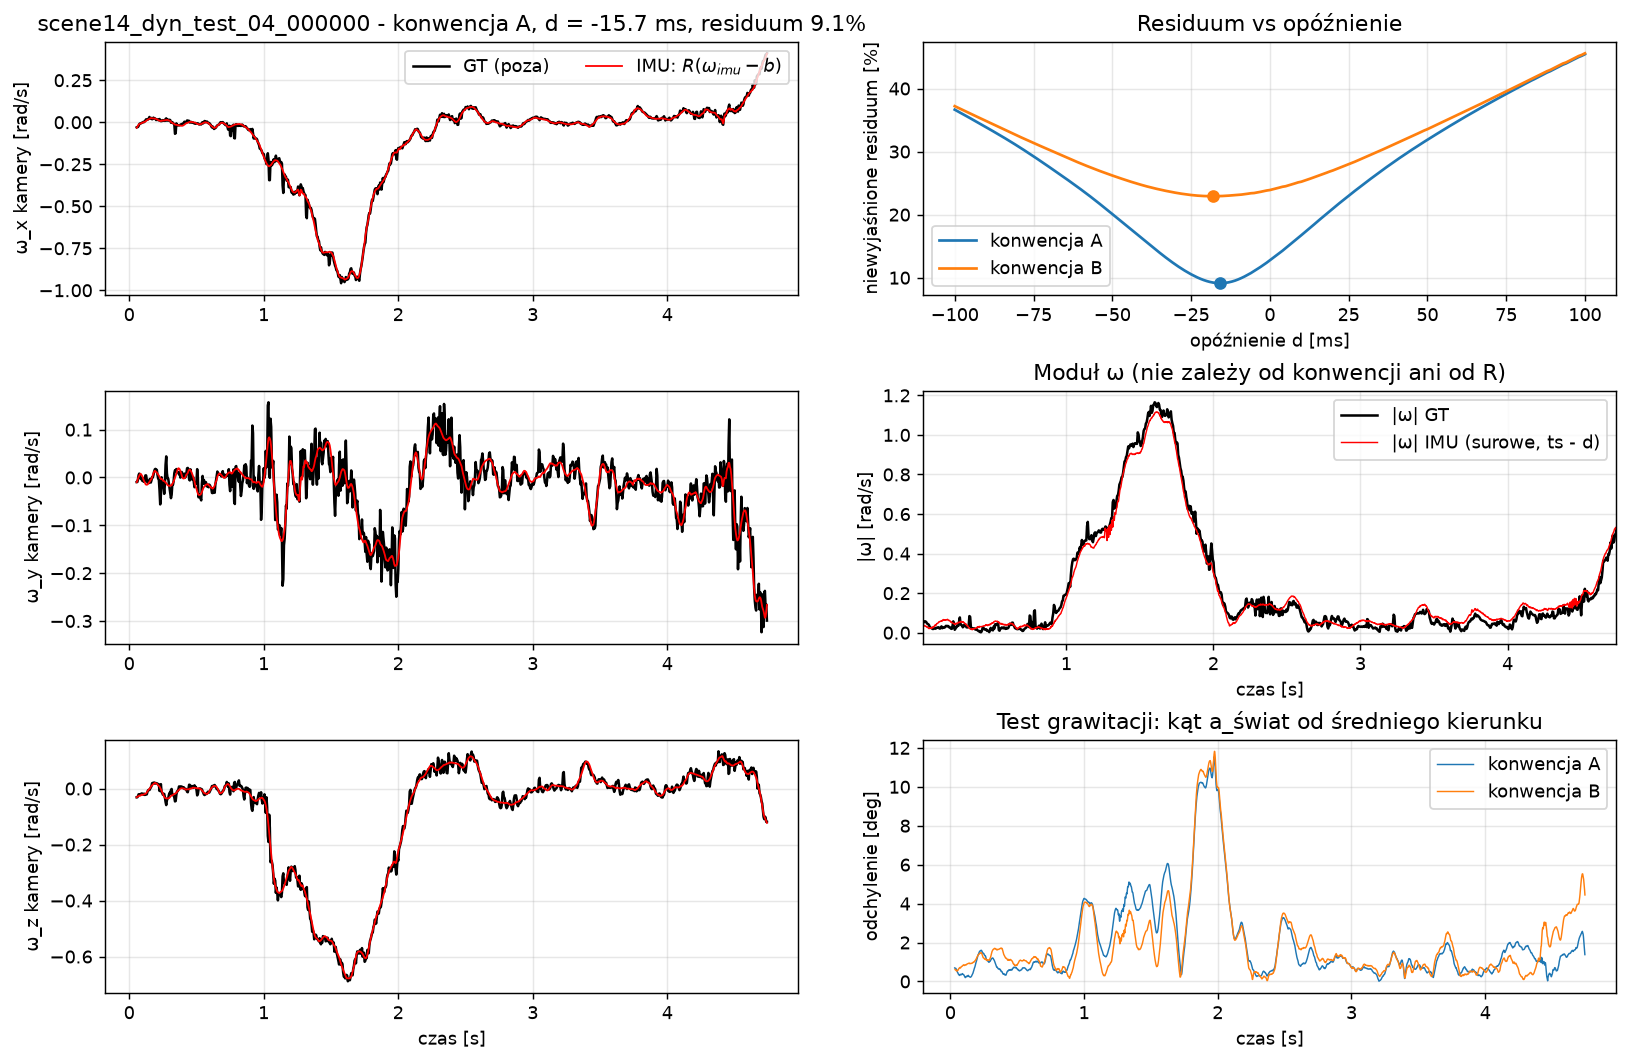 scene14_dyn_test_04_000000 - konwencja A, d = -15.7 ms, residuum 9.1%
GT (poza)
IMU: R(ω_imu − b)
ω_x kamery [rad/s]
0.25
0.00
−0.25
−0.50
−0.75
−1.00
0 1 2 3 4
Residuum vs opóźnienie
niewyjaśnione residuum [%]
40
30
20
10
konwencja A
konwencja B
−100 −75 −50 −25 0 25 50 75 100
opóźnienie d [ms]
ω_y kamery [rad/s]
0.1
0.0
−0.1
−0.2
−0.3
0 1 2 3 4
Moduł ω (nie zależy od konwencji ani od R)
|ω| [rad/s]
1.2
1.0
0.8
0.6
0.4
0.2
0.0
|ω| GT
|ω| IMU (surowe, ts - d)
1 2 3 4
czas [s]
ω_z kamery [rad/s]
0.0
−0.2
−0.4
−0.6
0 1 2 3 4
czas [s]
Test grawitacji: kąt a_świat od średniego kierunku
odchylenie [deg]
12
10
8
6
4
2
0
konwencja A
konwencja B
0 1 2 3 4
czas [s]